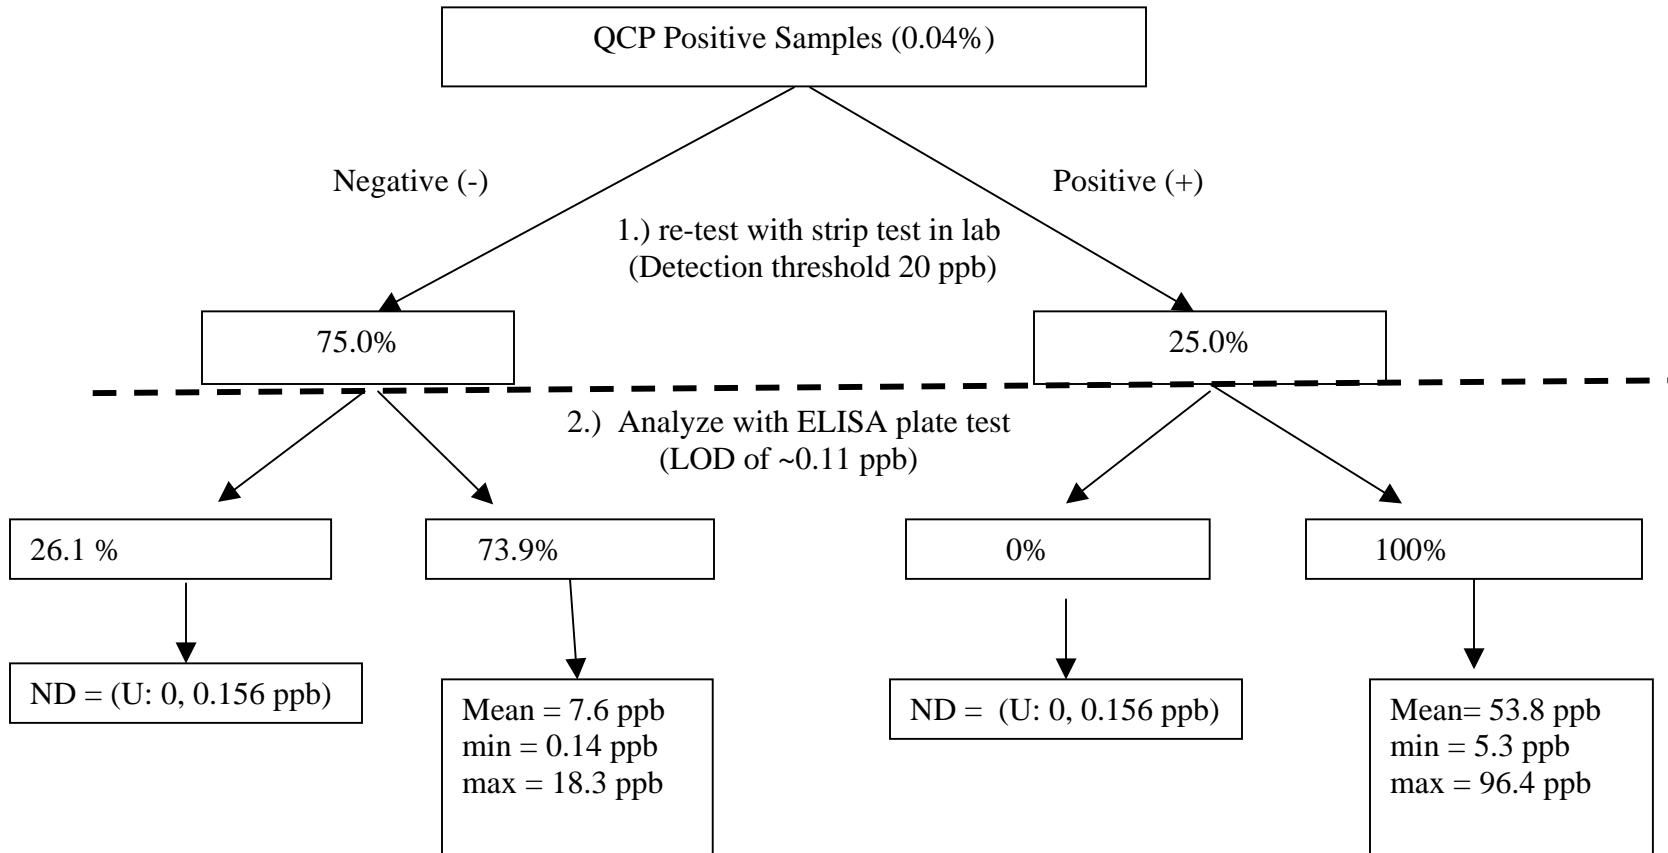 QCP Positive Samples (0.04%)
Negative (-)
Positive (+)
1.) re-test with strip test in lab
(Detection threshold 20 ppb)
75.0%
25.0%
2.) Analyze with ELISA plate test
(LOD of ~0.11 ppb)
26.1 %
73.9%
0%
100%
ND = (U: 0, 0.156 ppb)
Mean = 7.6 ppb
min = 0.14 ppb
max = 18.3 ppb
ND = (U: 0, 0.156 ppb)
Mean= 53.8 ppb
min = 5.3 ppb
max = 96.4 ppb